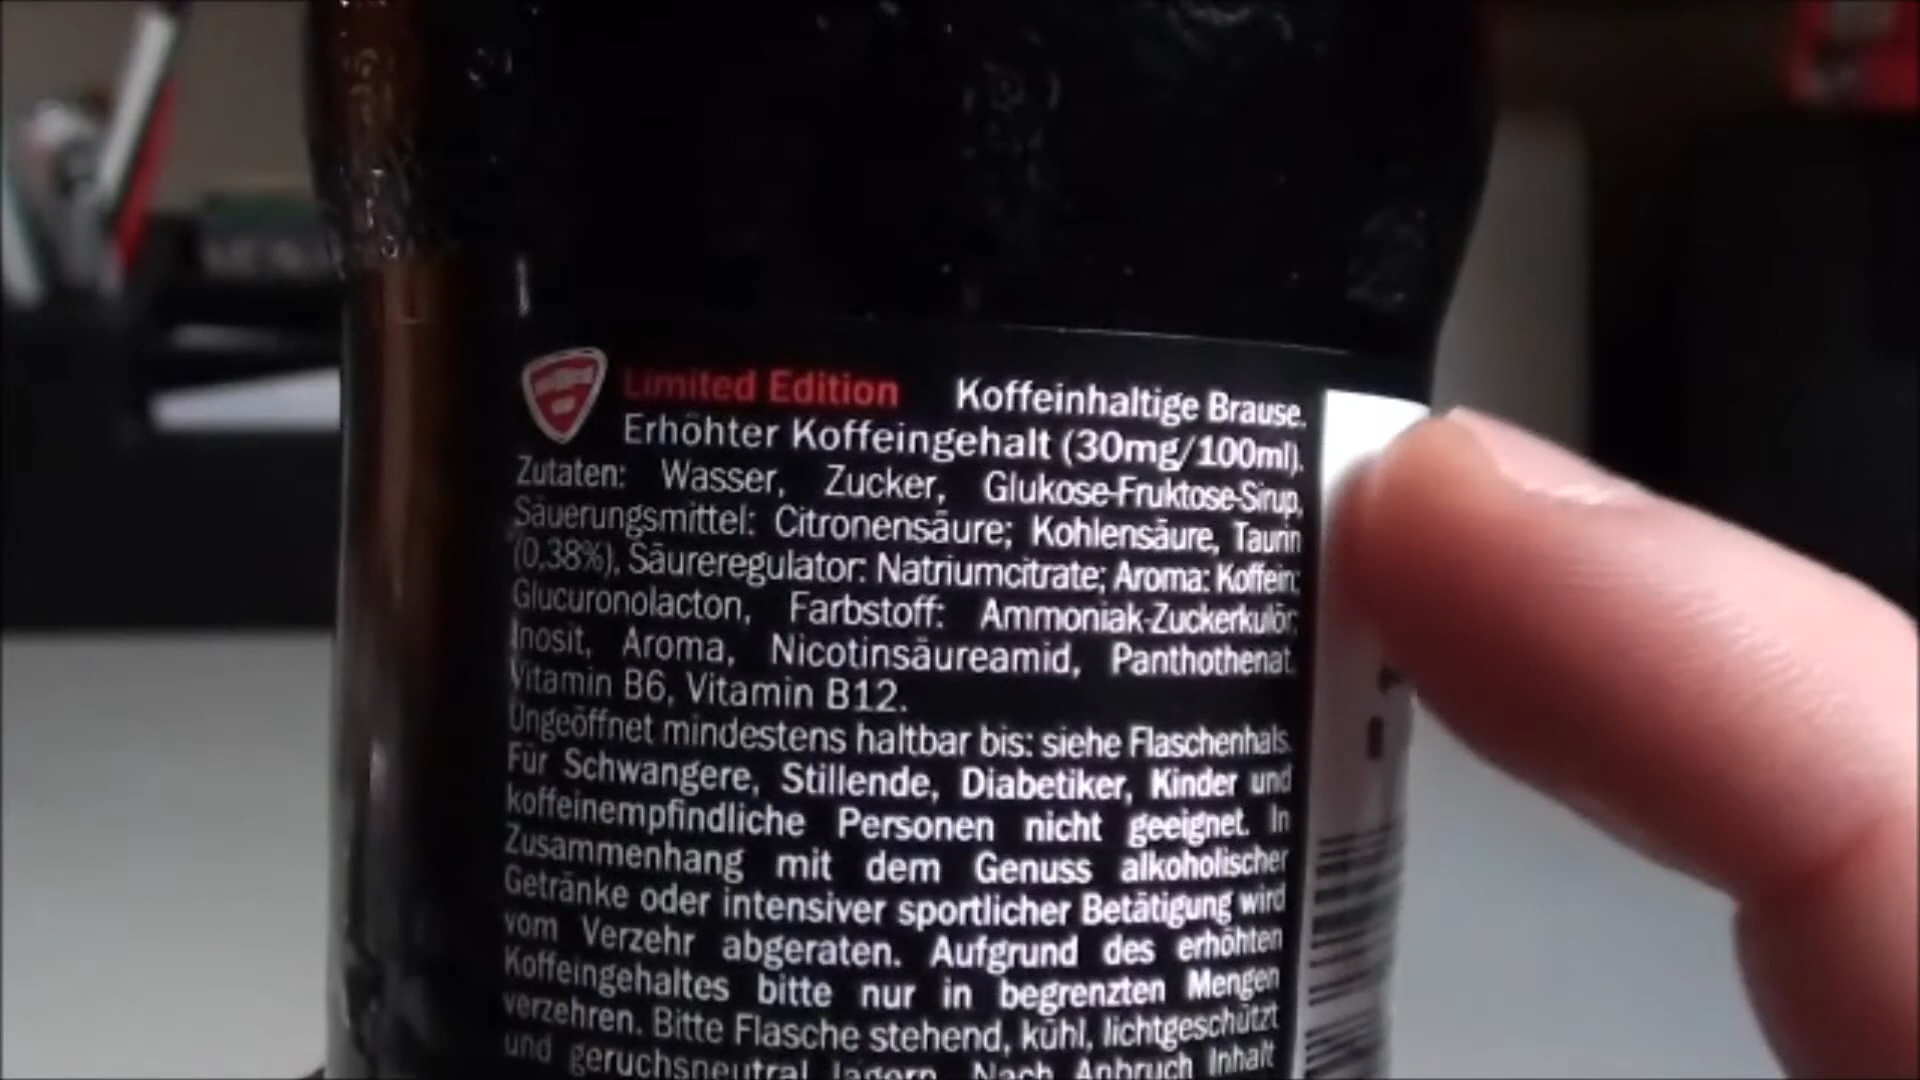 Limited Edition Koffeinhaltige Brause.
Erhöhter Koffeingehalt (30mg/100ml).
Zutaten: Wasser, Zucker, Glukose-Fruktose-Sirup,
Säuerungsmittel: Citronensäure; Kohlensäure, Taurin
(0,38%), Säureregulator: Natriumcitrate; Aroma: Koffein;
Glucuronolacton, Farbstoff: Ammoniak-Zuckerkulör;
Inosit, Aroma, Nicotinsäureamid, Panthothenat,
Vitamin B6, Vitamin B12.
Ungeöffnet mindestens haltbar bis: siehe Flaschenhals.
Für Schwangere, Stillende, Diabetiker, Kinder und
koffeinempfindliche Personen nicht geeignet. In
Zusammenhang mit dem Genuss alkoholischer
Getränke oder intensiver sportlicher Betätigung wird
vom Verzehr abgeraten. Aufgrund des erhöhten
Koffeingehaltes bitte nur in begrenzten Mengen
verzehren. Bitte Flasche stehend, kühl, lichtgeschützt
und geruchsneutral lagern. Nach Anbruch Inhalt